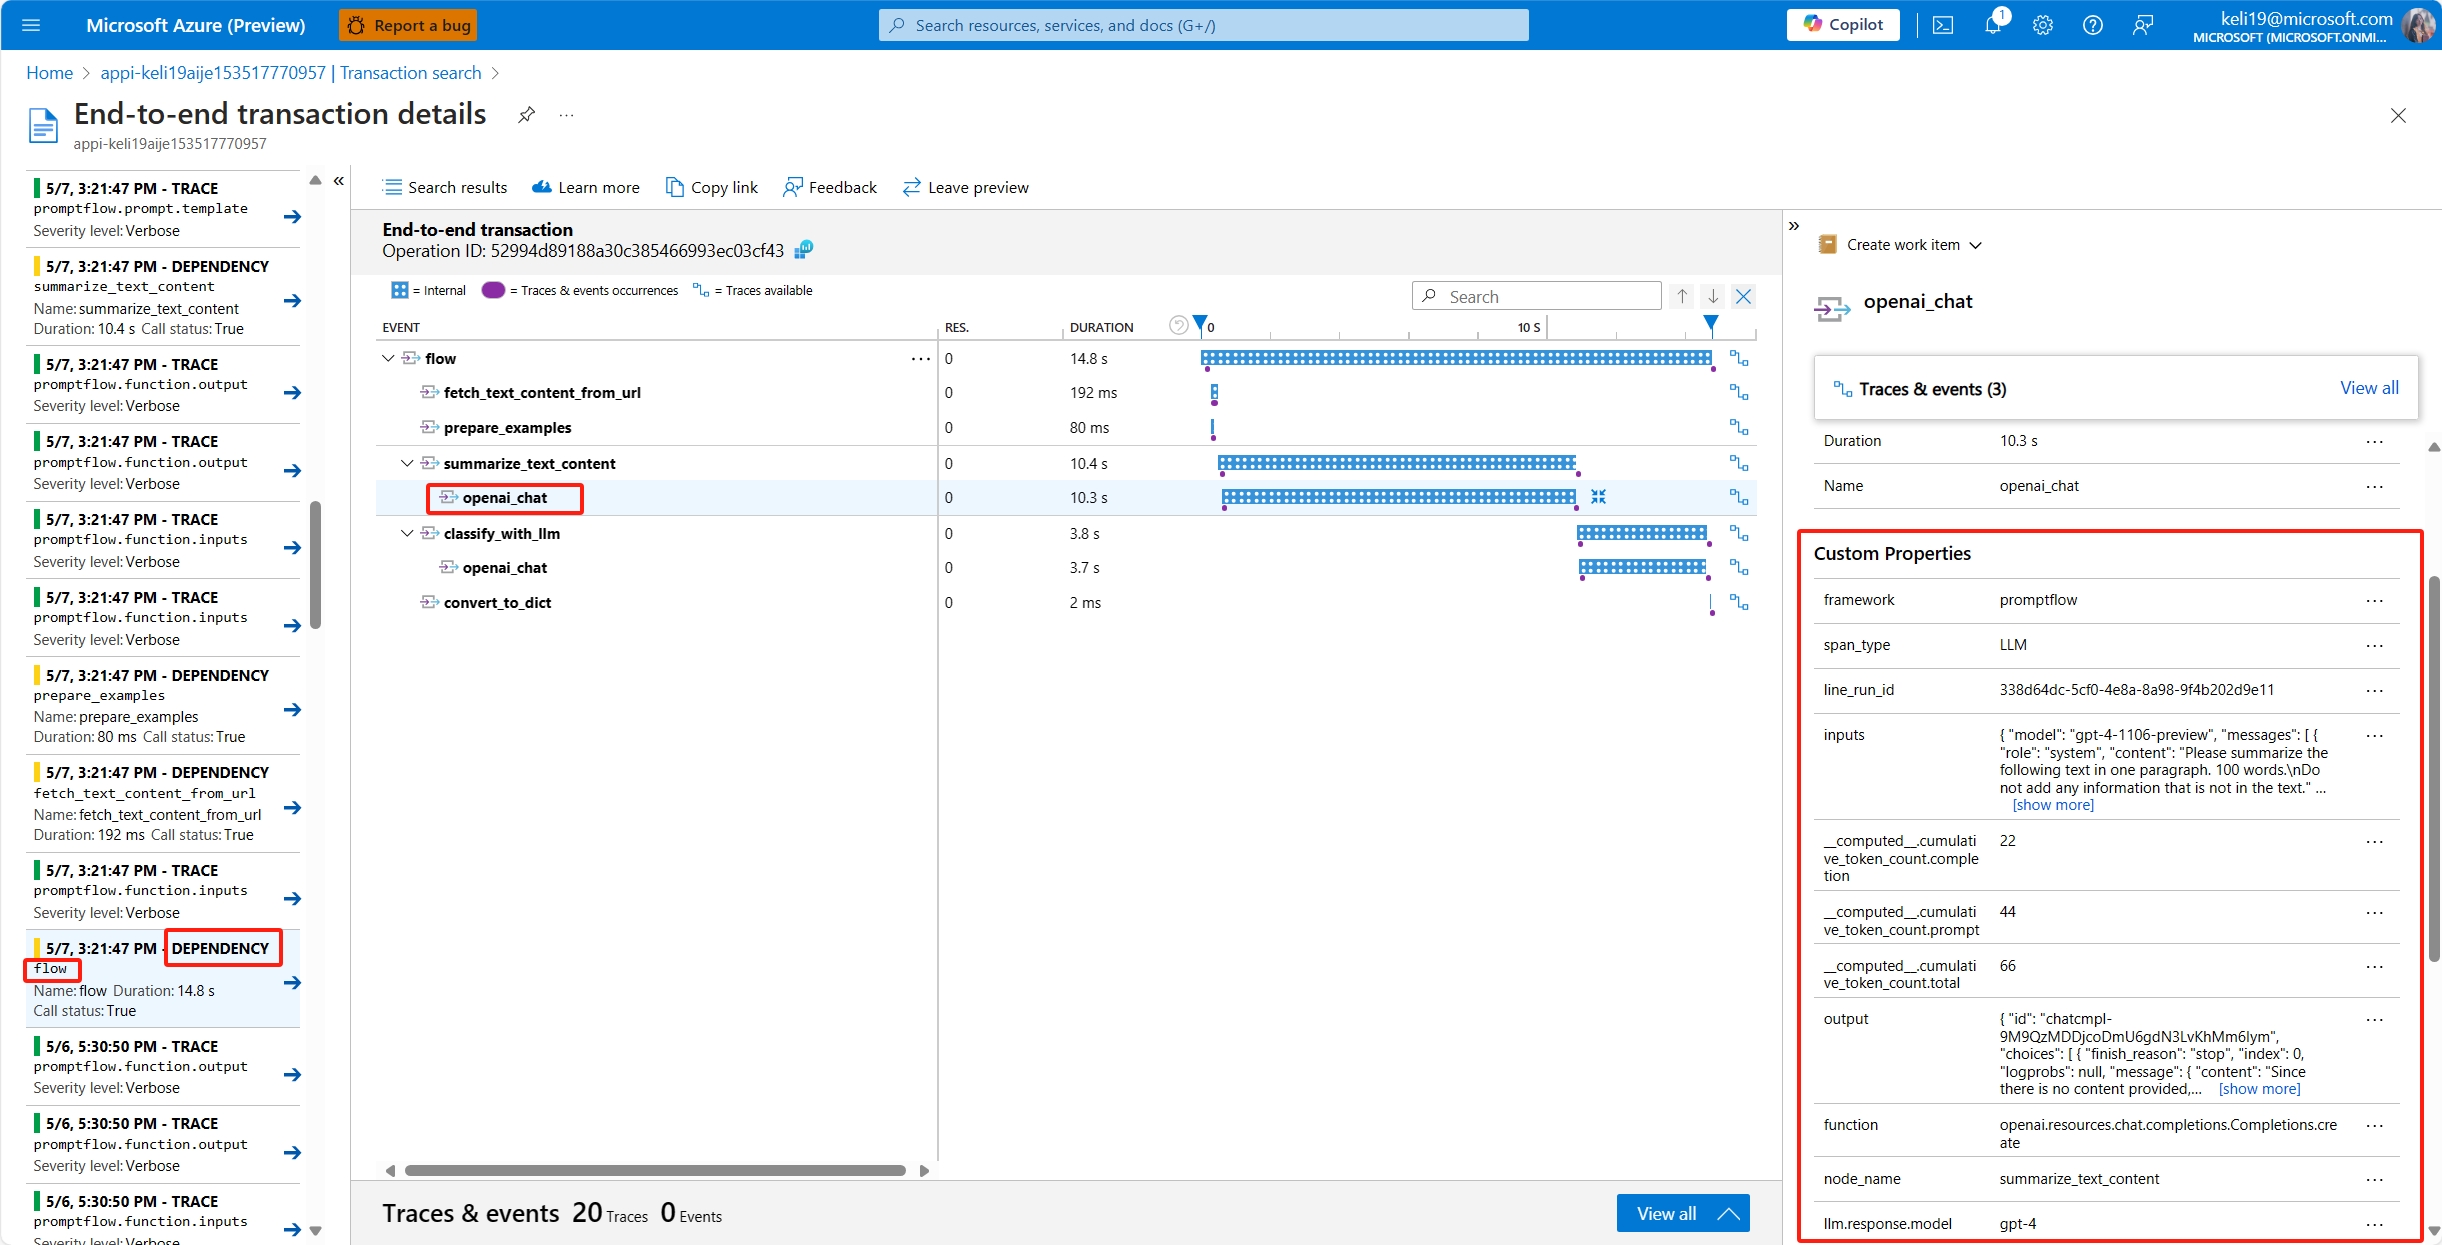 Microsoft Azure (Preview)
Report a bug
Search resources, services, and docs (G+/)
Copilot
1
keli19@microsoft.com
MICROSOFT (MICROSOFT.ONMI...
Home > appi-keli19aije153517770957 | Transaction search >
End-to-end transaction details
...
appi-keli19aije153517770957
5/7, 3:21:47 PM - TRACE
promptflow.prompt.template
Severity level: Verbose
5/7, 3:21:47 PM - DEPENDENCY
summarize_text_content
Name: summarize_text_content
Duration: 10.4 s Call status: True
5/7, 3:21:47 PM - TRACE
promptflow.function.output
Severity level: Verbose
5/7, 3:21:47 PM - TRACE
promptflow.function.output
Severity level: Verbose
5/7, 3:21:47 PM - TRACE
promptflow.function.inputs
Severity level: Verbose
5/7, 3:21:47 PM - TRACE
promptflow.function.inputs
Severity level: Verbose
5/7, 3:21:47 PM - DEPENDENCY
prepare_examples
Name: prepare_examples
Duration: 80 ms Call status: True
5/7, 3:21:47 PM - DEPENDENCY
fetch_text_content_from_url
Name: fetch_text_content_from_url
Duration: 192 ms Call status: True
5/7, 3:21:47 PM - TRACE
promptflow.function.inputs
Severity level: Verbose
5/7, 3:21:47 PM - DEPENDENCY
flow
Name: flow Duration: 14.8 s
Call status: True
5/6, 5:30:50 PM - TRACE
promptflow.function.output
Severity level: Verbose
5/6, 5:30:50 PM - TRACE
promptflow.function.output
Severity level: Verbose
5/6, 5:30:50 PM - TRACE
promptflow.function.inputs
Severity level: Verbose
«
Search results
Learn more
Copy link
Feedback
Leave preview
End-to-end transaction
Operation ID: 52994d89188a30c385466993ec03cf43
= Internal
= Traces & events occurrences
= Traces available
Search
EVENT RES. DURATION 0 10 S
flow ... 0 14.8 s
fetch_text_content_from_url 0 192 ms
prepare_examples 0 80 ms
summarize_text_content 0 10.4 s
openai_chat 0 10.3 s
classify_with_llm 0 3.8 s
openai_chat 0 3.7 s
convert_to_dict 0 2 ms
Traces & events 20 Traces 0 Events
View all
»
Create work item
openai_chat
Traces & events (3)
View all
Duration 10.3 s ...
Name openai_chat ...
Custom Properties
framework promptflow ...
span_type LLM ...
line_run_id 338d64dc-5cf0-4e8a-8a98-9f4b202d9e11 ...
inputs { "model": "gpt-4-1106-preview", "messages": [ { ...
"role": "system", "content": "Please summarize the
following text in one paragraph. 100 words.\nDo
not add any information that is not in the text." ...
[show more]
__computed__.cumulati 22 ...
ve_token_count.comple
tion
__computed__.cumulati 44 ...
ve_token_count.prompt
__computed__.cumulati 66 ...
ve_token_count.total
output { "id": "chatcmpl- ...
9M9QzMDDjcoDmU6gdN3LvKhMm6lym",
"choices": [ { "finish_reason": "stop", "index": 0,
"logprobs": null, "message": { "content": "Since
there is no content provided,... [show more]
function openai.resources.chat.completions.Completions.cre ...
ate
node_name summarize_text_content ...
llm.response.model gpt-4 ...